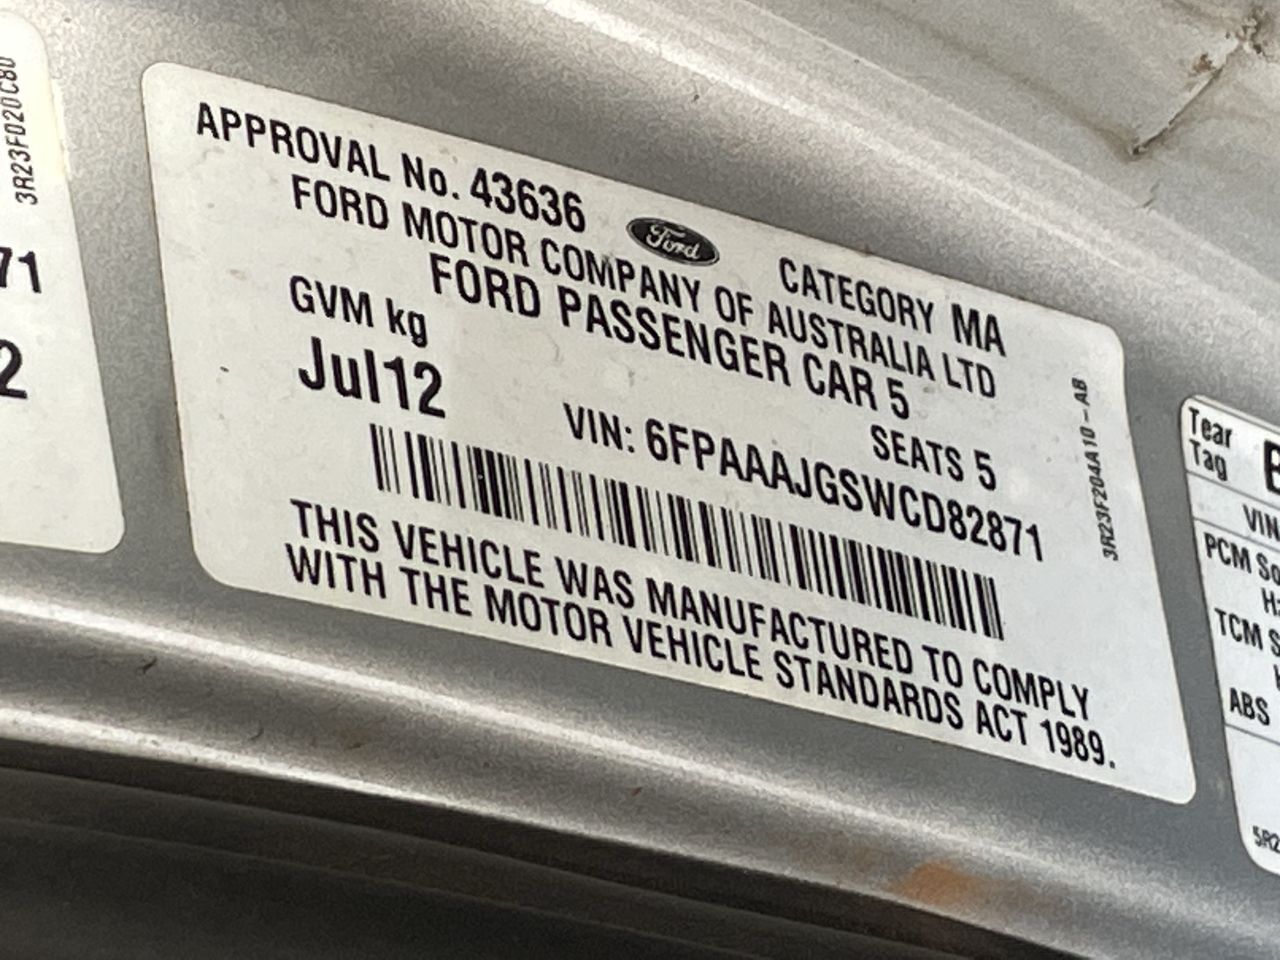 3R23F020C80
71
2
APPROVAL No. 43636
Ford
CATEGORY MA
FORD MOTOR COMPANY OF AUSTRALIA LTD
FORD PASSENGER CAR 5
GVM kg
SEATS 5
Jul12
VIN: 6FPAAAJGSWCD82871
THIS VEHICLE WAS MANUFACTURED TO COMPLY
WITH THE MOTOR VEHICLE STANDARDS ACT 1989.
3R23F204A10-AB
Tear
Tag
VIN
PCM
TCM
ABS